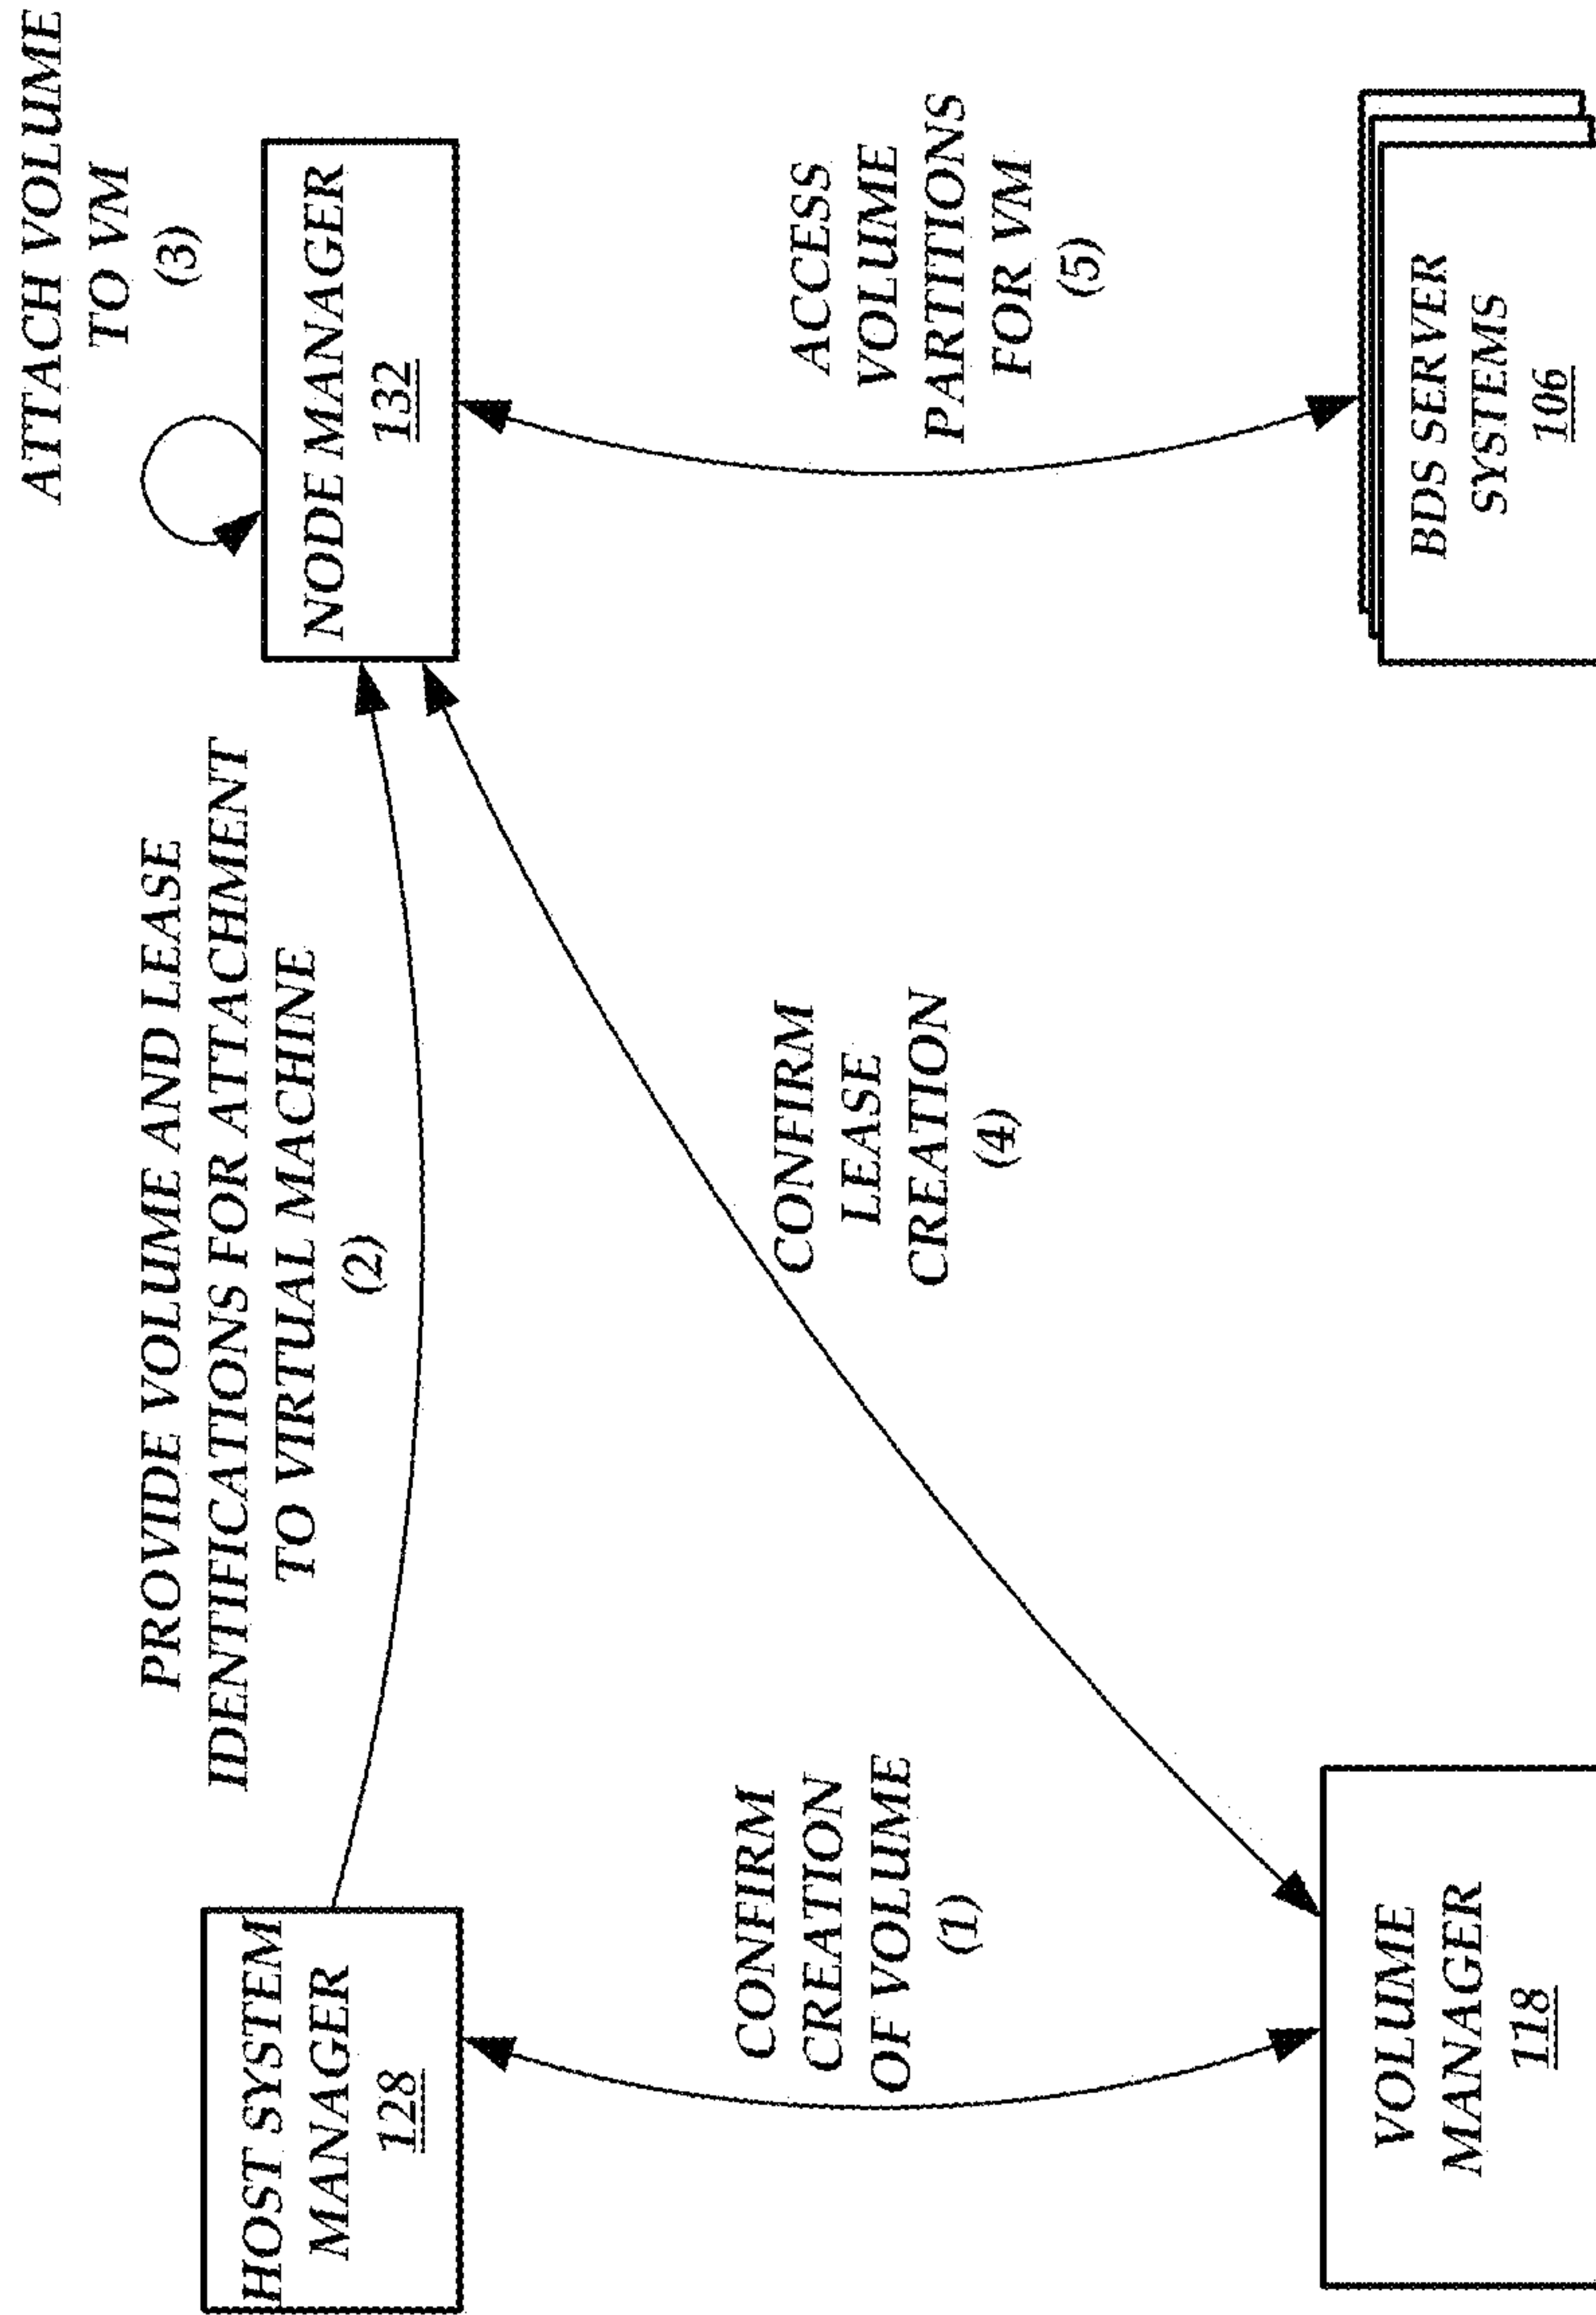 ATTACH VOLUME
TO VM
(3)
PROVIDE VOLUME AND LEASE
IDENTIFICATIONS FOR ATTACHMENT
TO VIRTUAL MACHINE
(2)
HOST SYSTEM
MANAGER
128
NODE MANAGER
132
CONFIRM
CREATION
OF VOLUME
(1)
CONFIRM
LEASE
CREATION
(4)
ACCESS
VOLUME
PARTITIONS
FOR VM
(5)
VOLUME
MANAGER
118
BDS SERVER
SYSTEMS
106